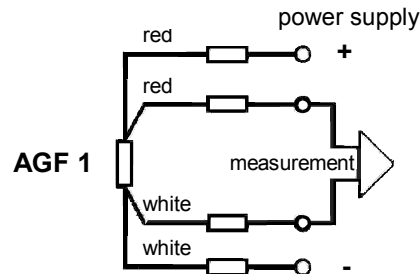 power supply
red
+
red
AGF 1
measurement
white
white
-